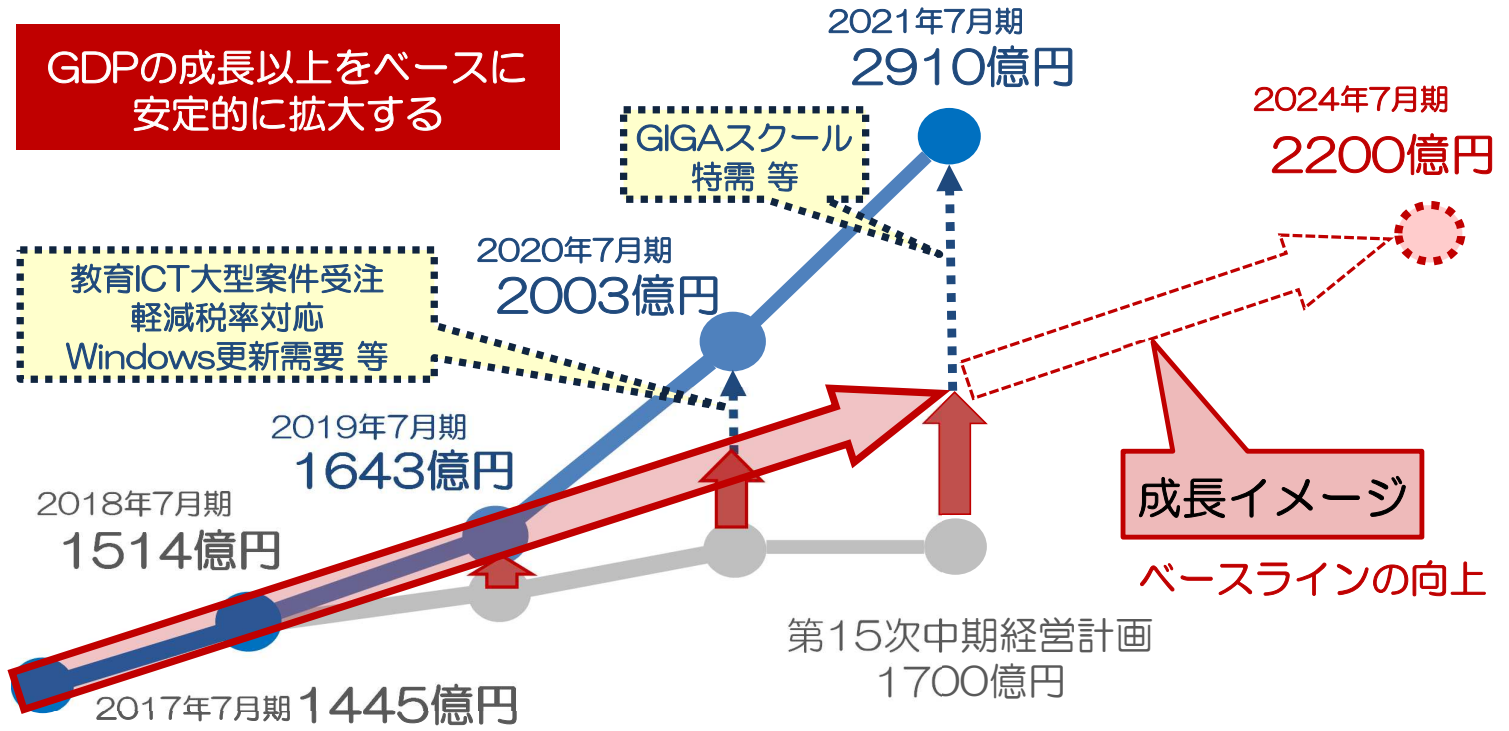 GDPの成長以上をベースに
安定的に拡大する
2021年7月期
2910億円
2024年7月期
2200億円
GIGAスクール
特需 等
2020年7月期
2003億円
教育ICT大型案件受注
軽減税率対応
Windows更新需要 等
2019年7月期
1643億円
2018年7月期
1514億円
成長イメージ
ベースラインの向上
第15次中期経営計画
1700億円
2017年7月期 1445億円